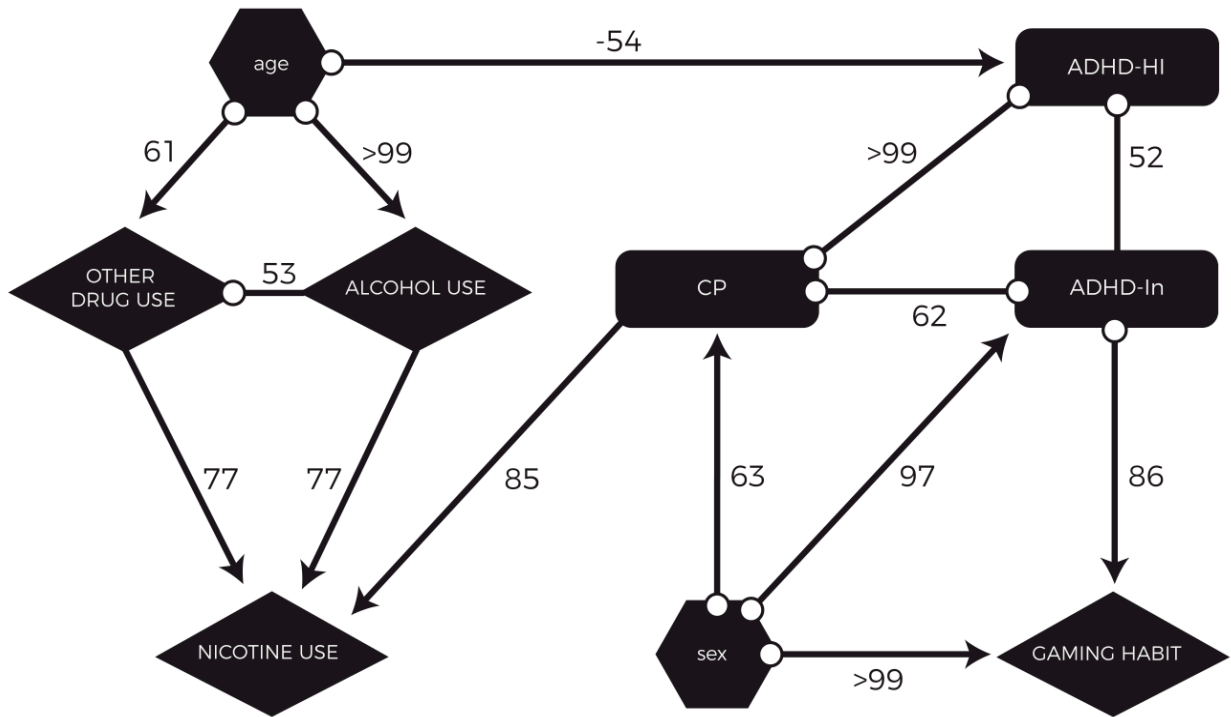 -54
age
ADHD-HI
61
>99
>99
52
OTHER
DRUG USE
53
ALCOHOL USE
CP
62
ADHD-In
77
77
85
63
97
86
NICOTINE USE
sex
>99
GAMING HABIT